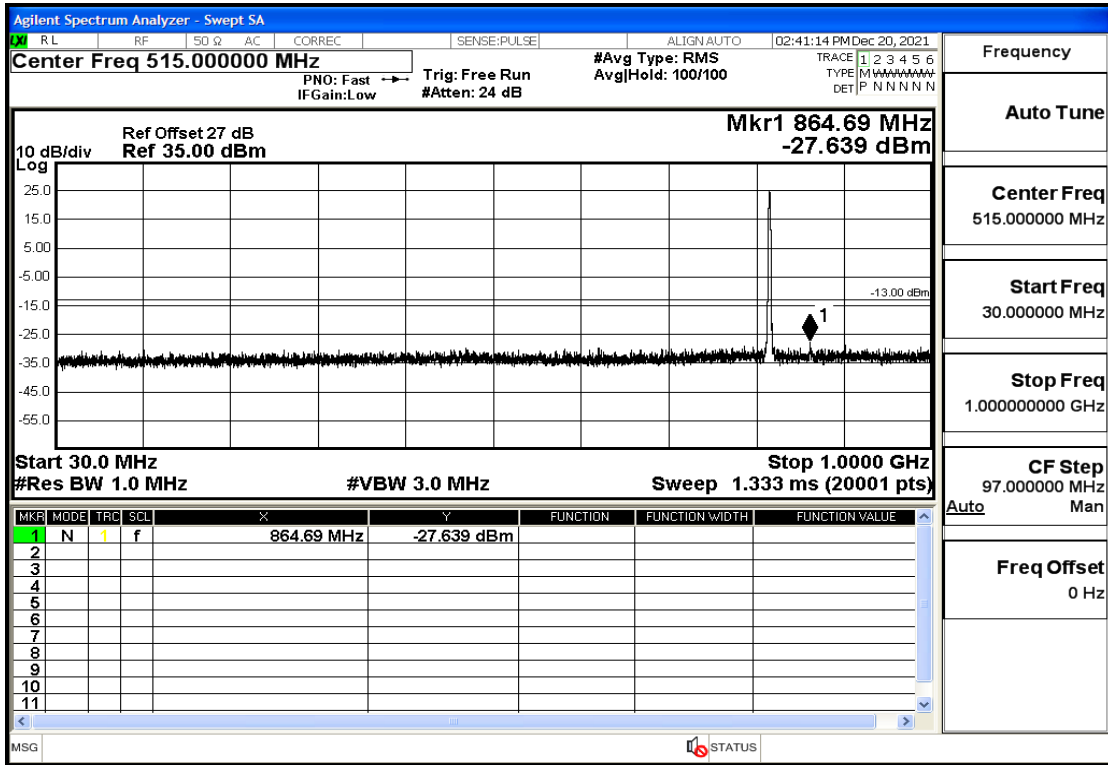 Agilent Spectrum Analyzer - Swept SA
LXI RL RF 50 Ω AC CORREC SENSE:PULSE ALIGN AUTO 02:41:14 PM Dec 20, 2021
Center Freq 515.000000 MHz
PNO: Fast
IFGain:Low
Trig: Free Run
#Atten: 24 dB
#Avg Type: RMS
Avg|Hold: 100/100
TRACE 1 2 3 4 5 6
TYPE M WWWWW
DET P N N N N N
Ref Offset 27 dB
10 dB/div Ref 35.00 dBm
Log
Mkr1 864.69 MHz
-27.639 dBm
25.0
15.0
5.00
-5.00
-13.00 dBm
-15.0
1
-25.0
-35.0
-45.0
-55.0
Start 30.0 MHz Stop 1.0000 GHz
#Res BW 1.0 MHz #VBW 3.0 MHz Sweep 1.333 ms (20001 pts)
MKR MODE TRC SCL X Y FUNCTION FUNCTION WIDTH FUNCTION VALUE
1 N 1 f 864.69 MHz -27.639 dBm
2
3
4
5
6
7
8
9
10
11
MSG STATUS
Frequency
Auto Tune
Center Freq
515.000000 MHz
Start Freq
30.000000 MHz
Stop Freq
1.000000000 GHz
CF Step
97.000000 MHz
Auto Man
Freq Offset
0 Hz